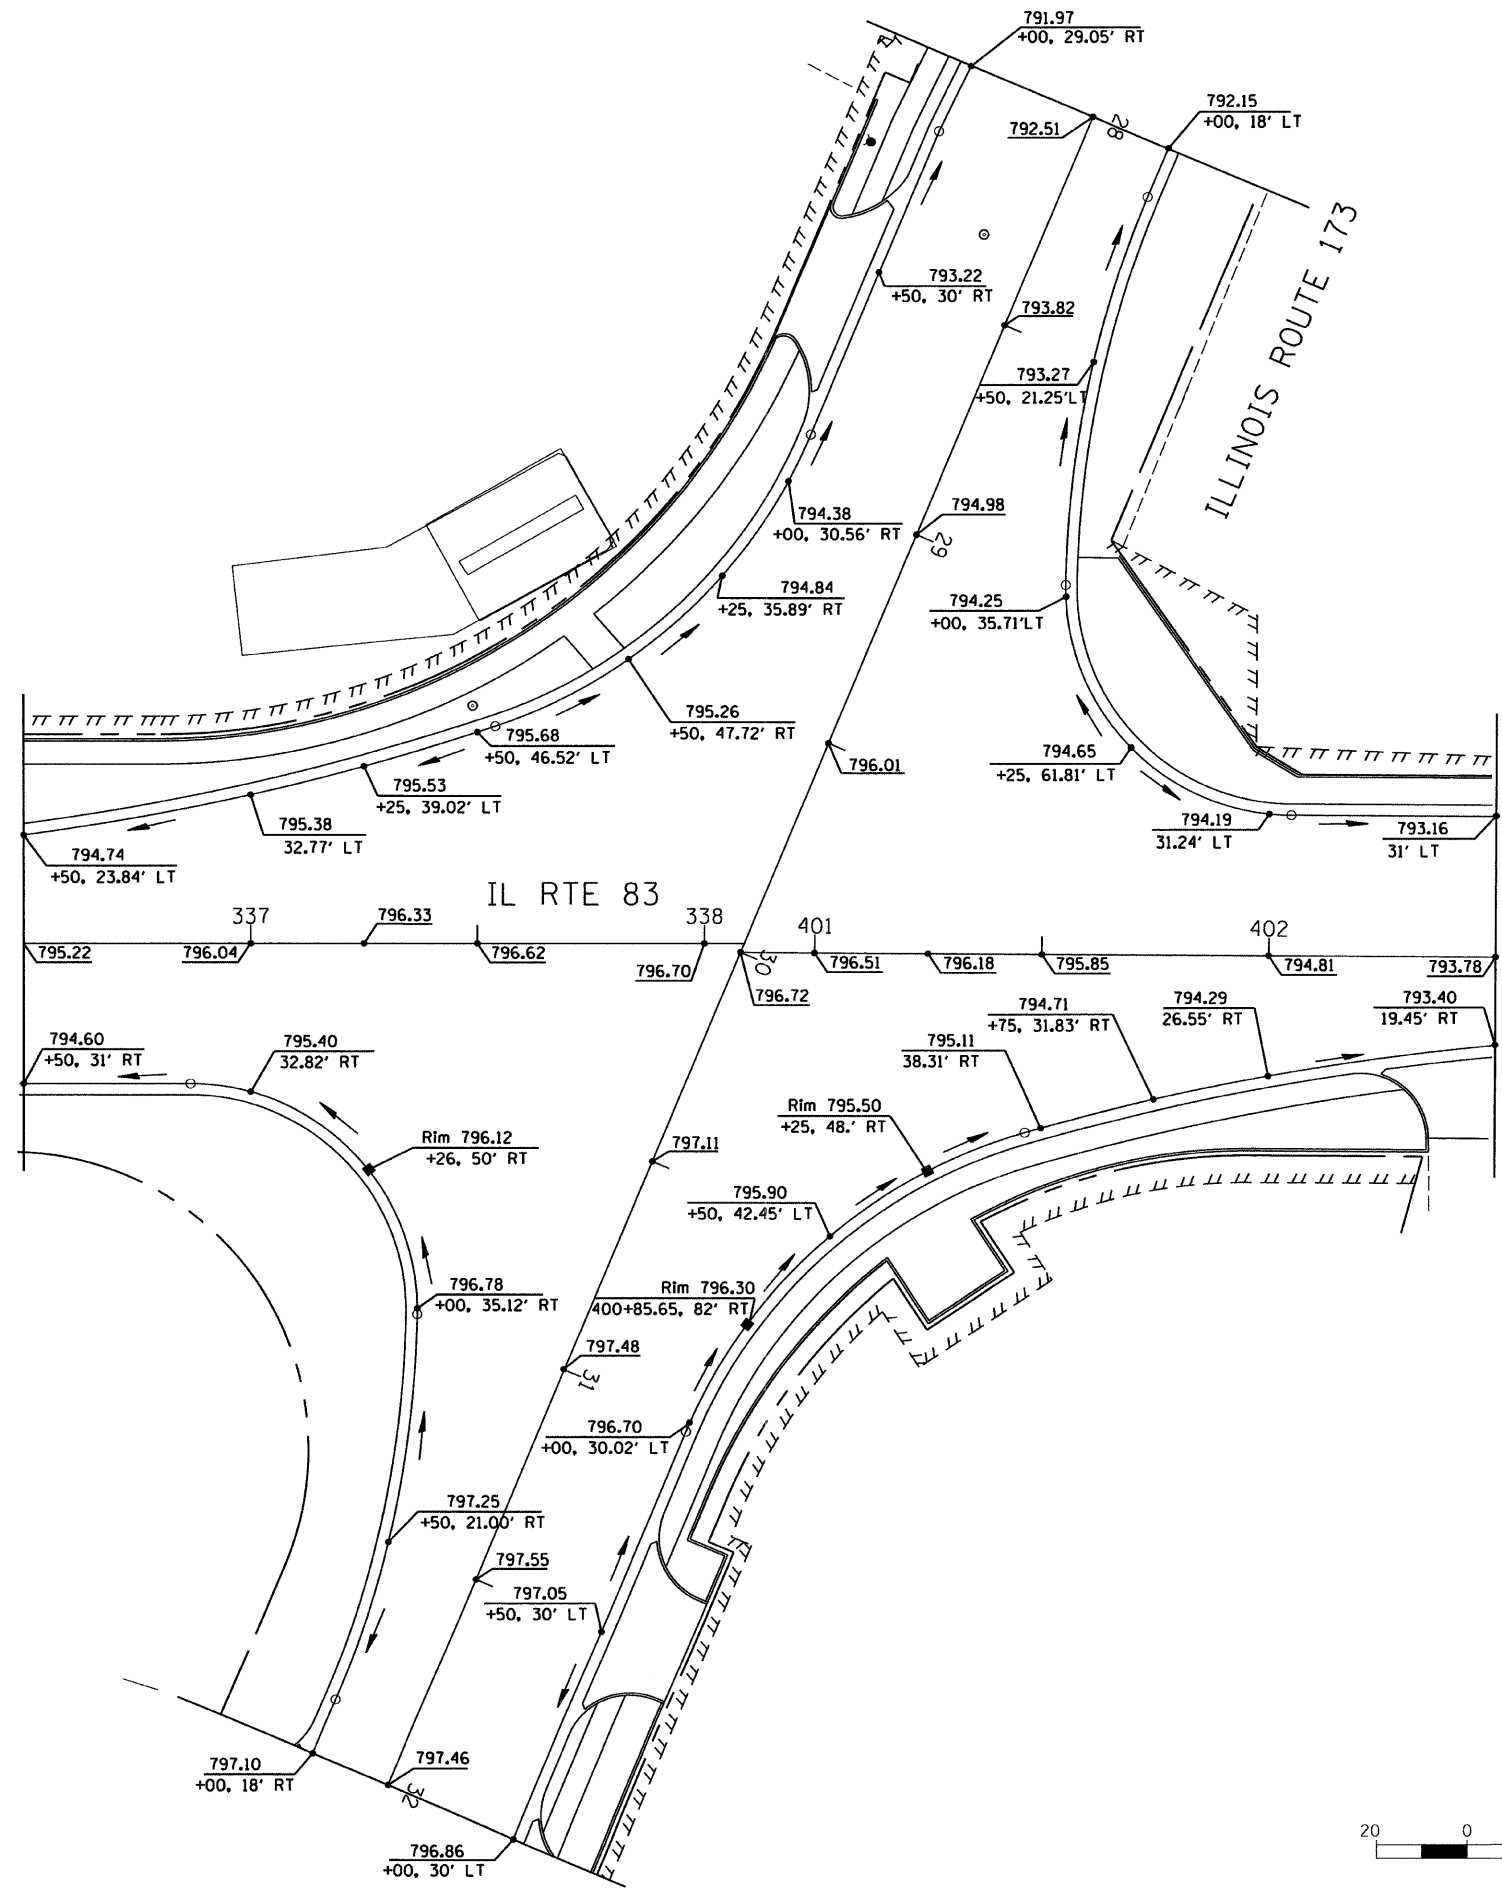 791.97
+00, 29.05' RT
792.15
+00, 18' LT
792.51
28
793.22
+50, 30' RT
793.82
793.27
+50, 21.25'LT
ILLINOIS ROUTE 173
794.38
+00, 30.56' RT
794.98
29
794.84
+25, 35.89' RT
794.25
+00, 35.71'LT
795.26
+50, 47.72' RT
795.68
+50, 46.52' LT
796.01
794.65
+25, 61.81' LT
795.53
+25, 39.02' LT
795.38
32.77' LT
794.19
31.24' LT
793.16
31' LT
794.74
+50, 23.84' LT
IL RTE 83
337
796.33
338
401
402
795.22
796.04
796.62
796.70
30
796.51
796.18
795.85
794.81
793.78
796.72
794.71
+75, 31.83' RT
794.29
26.55' RT
793.40
19.45' RT
794.60
+50, 31' RT
795.40
32.82' RT
795.11
38.31' RT
Rim 795.50
+25, 48.' RT
Rim 796.12
+26, 50' RT
797.11
795.90
+50, 42.45' LT
796.78
+00, 35.12' RT
Rim 796.30
400+85.65, 82' RT
797.48
31
796.70
+00, 30.02' LT
797.25
+50, 21.00' RT
797.55
797.05
+50, 30' LT
797.10
+00, 18' RT
797.46
32
796.86
+00, 30' LT
20
0